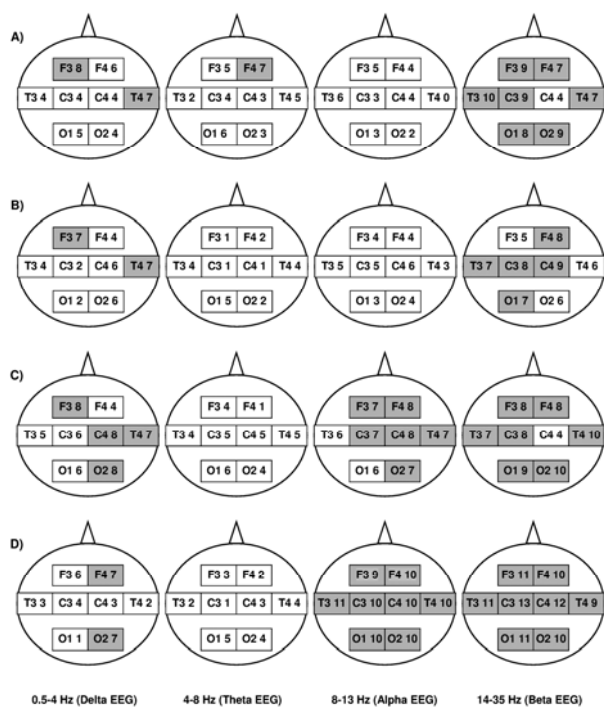 A)
F3 8 F4 6 F3 5 F4 7 F3 5 F4 4 F3 9 F4 7
T3 4 C3 4 C4 4 T4 7 T3 2 C3 4 C4 3 T4 5 T3 6 C3 3 C4 4 T4 0 T3 10 C3 9 C4 4 T4 7
O1 5 O2 4 O1 6 O2 3 O1 3 O2 2 O1 8 O2 9
B)
F3 7 F4 4 F3 1 F4 2 F3 4 F4 4 F3 5 F4 8
T3 4 C3 2 C4 6 T4 7 T3 4 C3 1 C4 1 T4 4 T3 5 C3 5 C4 6 T4 3 T3 7 C3 8 C4 9 T4 6
O1 2 O2 6 O1 5 O2 2 O1 3 O2 4 O1 7 O2 6
C)
F3 8 F4 4 F3 4 F4 1 F3 7 F4 8 F3 8 F4 8
T3 5 C3 6 C4 8 T4 7 T3 4 C3 5 C4 5 T4 5 T3 6 C3 7 C4 8 T4 7 T3 7 C3 8 C4 4 T4 10
O1 6 O2 8 O1 6 O2 4 O1 6 O2 7 O1 9 O2 10
D)
F3 6 F4 7 F3 3 F4 2 F3 9 F4 10 F3 11 F4 10
T3 3 C3 4 C4 3 T4 2 T3 2 C3 1 C4 3 T4 4 T3 11 C3 10 C4 10 T4 10 T3 11 C3 13 C4 12 T4 9
O1 1 O2 7 O1 5 O2 4 O1 10 O2 10 O1 11 O2 10
0.5-4 Hz (Delta EEG) 4-8 Hz (Theta EEG) 8-13 Hz (Alpha EEG) 14-35 Hz (Beta EEG)